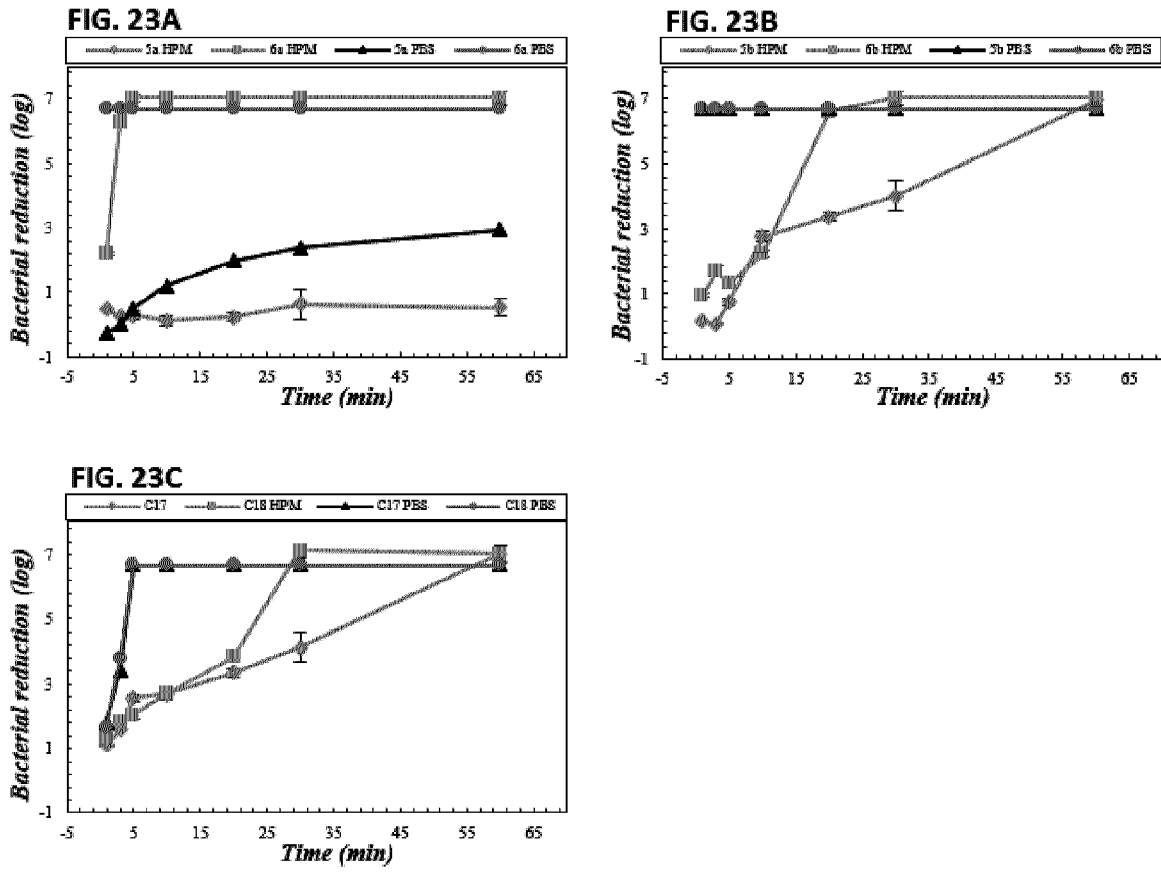 FIG. 23A
5a HPM 6a HPM 5a PBS 6a PBS
Bacterial reduction (log)
7
5
3
1
-1
-5 5 15 25 35 45 55 65
Time (min)
FIG. 23B
5b HPM 6b HPM 5b PBS 6b PBS
Bacterial reduction (log)
7
5
3
1
-1
-5 5 15 25 35 45 55 65
Time (min)
FIG. 23C
C17 C18 HPM C17 PBS C18 PBS
Bacterial reduction (log)
7
5
3
1
-1
-5 5 15 25 35 45 55 65
Time (min)